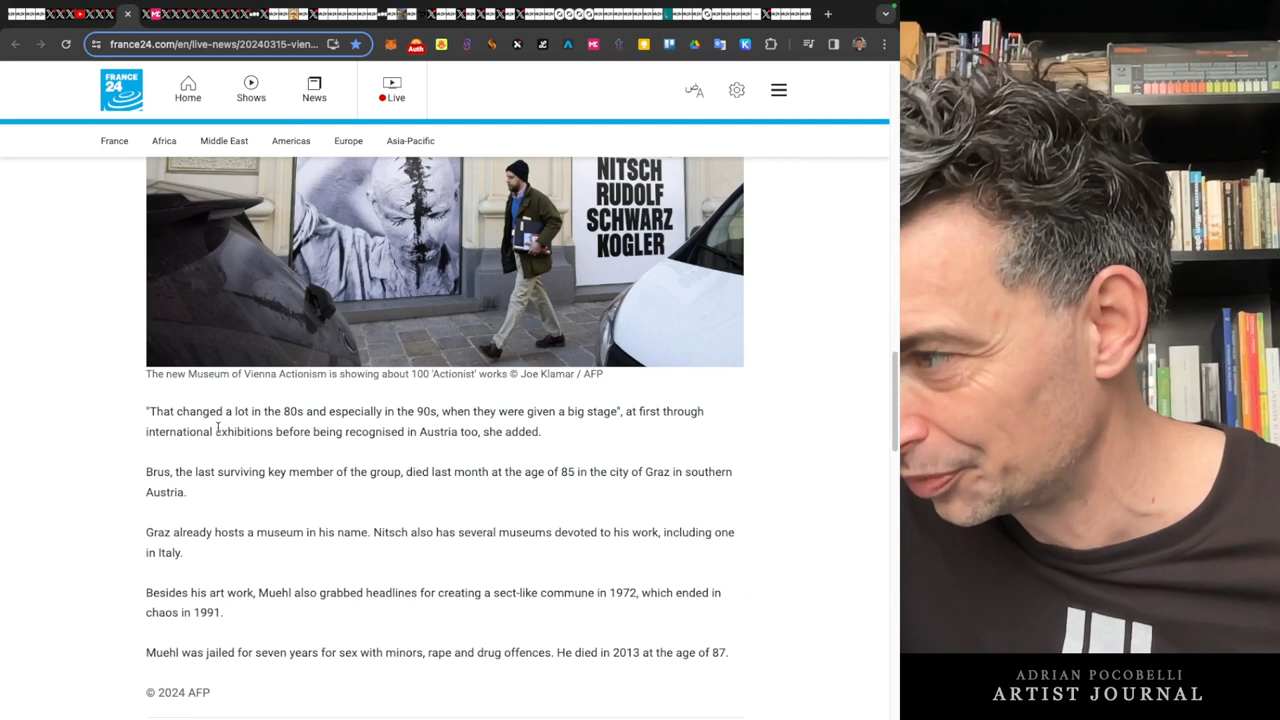 france24.com/en/live-news/20240315-vien...
Auth
FRANCE
24
Home
Shows
News
Live
France
Africa
Middle East
Americas
Europe
Asia-Pacific
NITSCH
RUDOLF
SCHWARZ
KOGLER
The new Museum of Vienna Actionism is showing about 100 'Actionist' works © Joe Klamar / AFP
"That changed a lot in the 80s and especially in the 90s, when they were given a big stage", at first through
international exhibitions before being recognised in Austria too, she added.
Brus, the last surviving key member of the group, died last month at the age of 85 in the city of Graz in southern
Austria.
Graz already hosts a museum in his name. Nitsch also has several museums devoted to his work, including one
in Italy.
Besides his art work, Muehl also grabbed headlines for creating a sect-like commune in 1972, which ended in
chaos in 1991.
Muehl was jailed for seven years for sex with minors, rape and drug offences. He died in 2013 at the age of 87.
© 2024 AFP
ADRIAN POCOBELLI
ARTIST JOURNAL